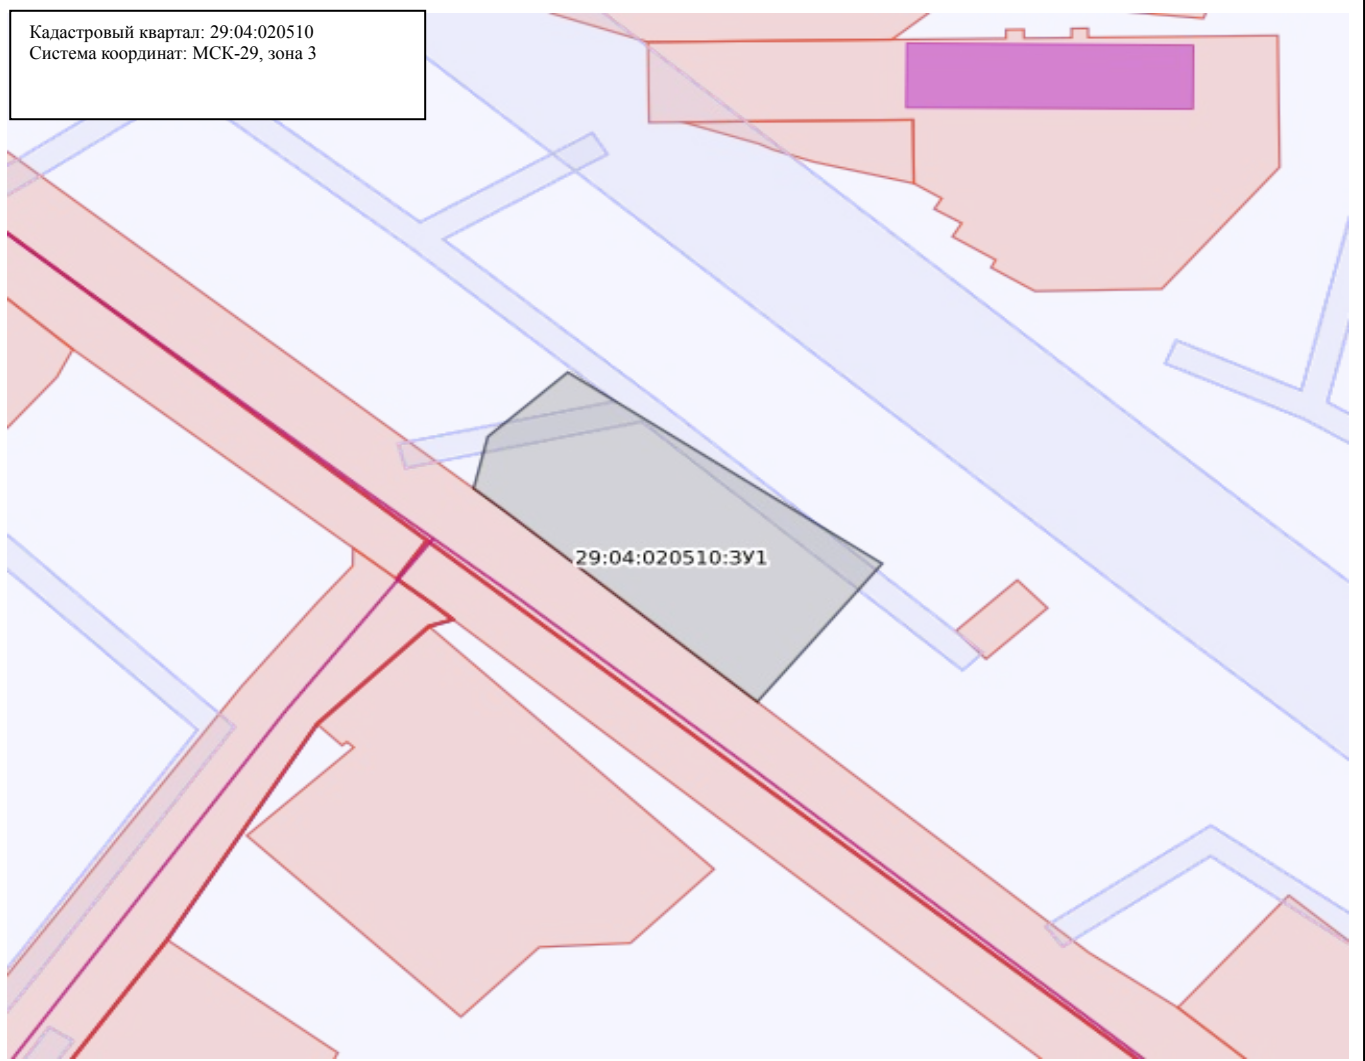 Кадастровый квартал: 29:04:020510
Система координат: МСК-29, зона 3
29:04:020510:ЗУ1